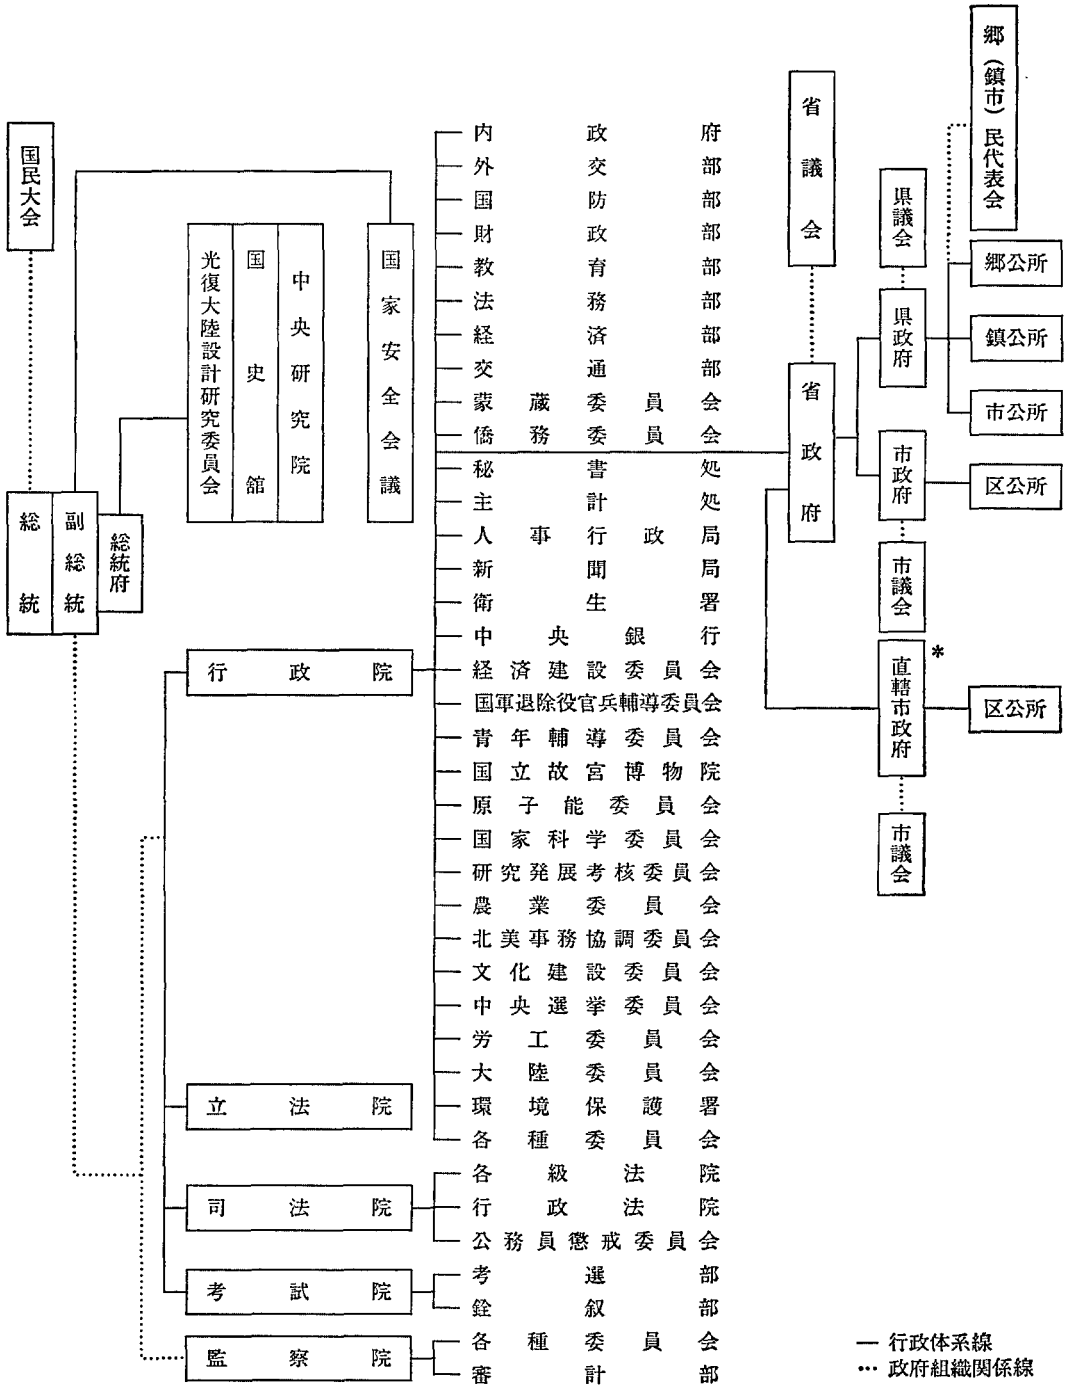 国民大会
総統
副総統
総統府
光復大陸設計研究委員会
国史館
中央研究院
国家安全会議
行政院
内政府
外交部
国防部
財政部
教育部
法務部
経済部
交通部
蒙蔵委員会
僑務委員会
秘書処
主計処
人事行政局
新聞局
衛生署
中央銀行
経済建設委員会
国軍退除役官兵輔導委員会
青年輔導委員会
国立故宮博物院
原子能委員会
国家科学委員会
研究発展考核委員会
農業委員会
北美事務協調委員会
文化建設委員会
中央選挙委員会
労工委員会
大陸委員会
環境保護署
各種委員会
立法院
司法院
各級法院
行政法院
公務員懲戒委員会
考試院
考選部
銓叙部
監察院
各種委員会
審計部
省議会
省政府
県議会
県政府
郷（鎮市）民代表会
郷公所
鎮公所
市公所
市政府
区公所
市議会
直轄市政府
*
区公所
市議会
― 行政体系線
… 政府組織関係線